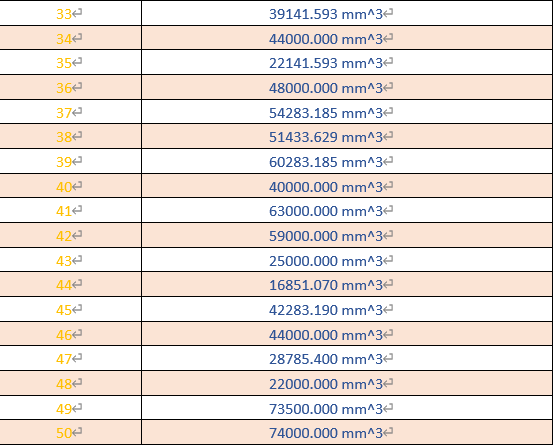 33 39141.593 mm^3
34 44000.000 mm^3
35 22141.593 mm^3
36 48000.000 mm^3
37 54283.185 mm^3
38 51433.629 mm^3
39 60283.185 mm^3
40 40000.000 mm^3
41 63000.000 mm^3
42 59000.000 mm^3
43 25000.000 mm^3
44 16851.070 mm^3
45 42283.190 mm^3
46 44000.000 mm^3
47 28785.400 mm^3
48 22000.000 mm^3
49 73500.000 mm^3
50 74000.000 mm^3